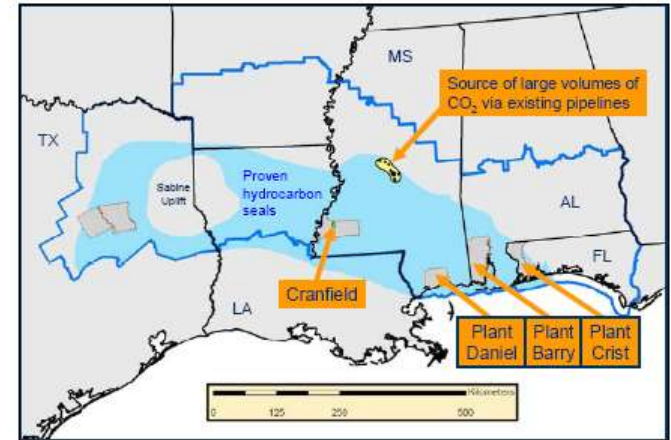 MS
Source of large volumes of
CO₂ via existing pipelines
TX
Sabine
Uplift
Proven
hydrocarbon
seals
AL
FL
Cranfield
LA
Plant
Daniel
Plant
Barry
Plant
Crist
Kilometers
0 125 250 500